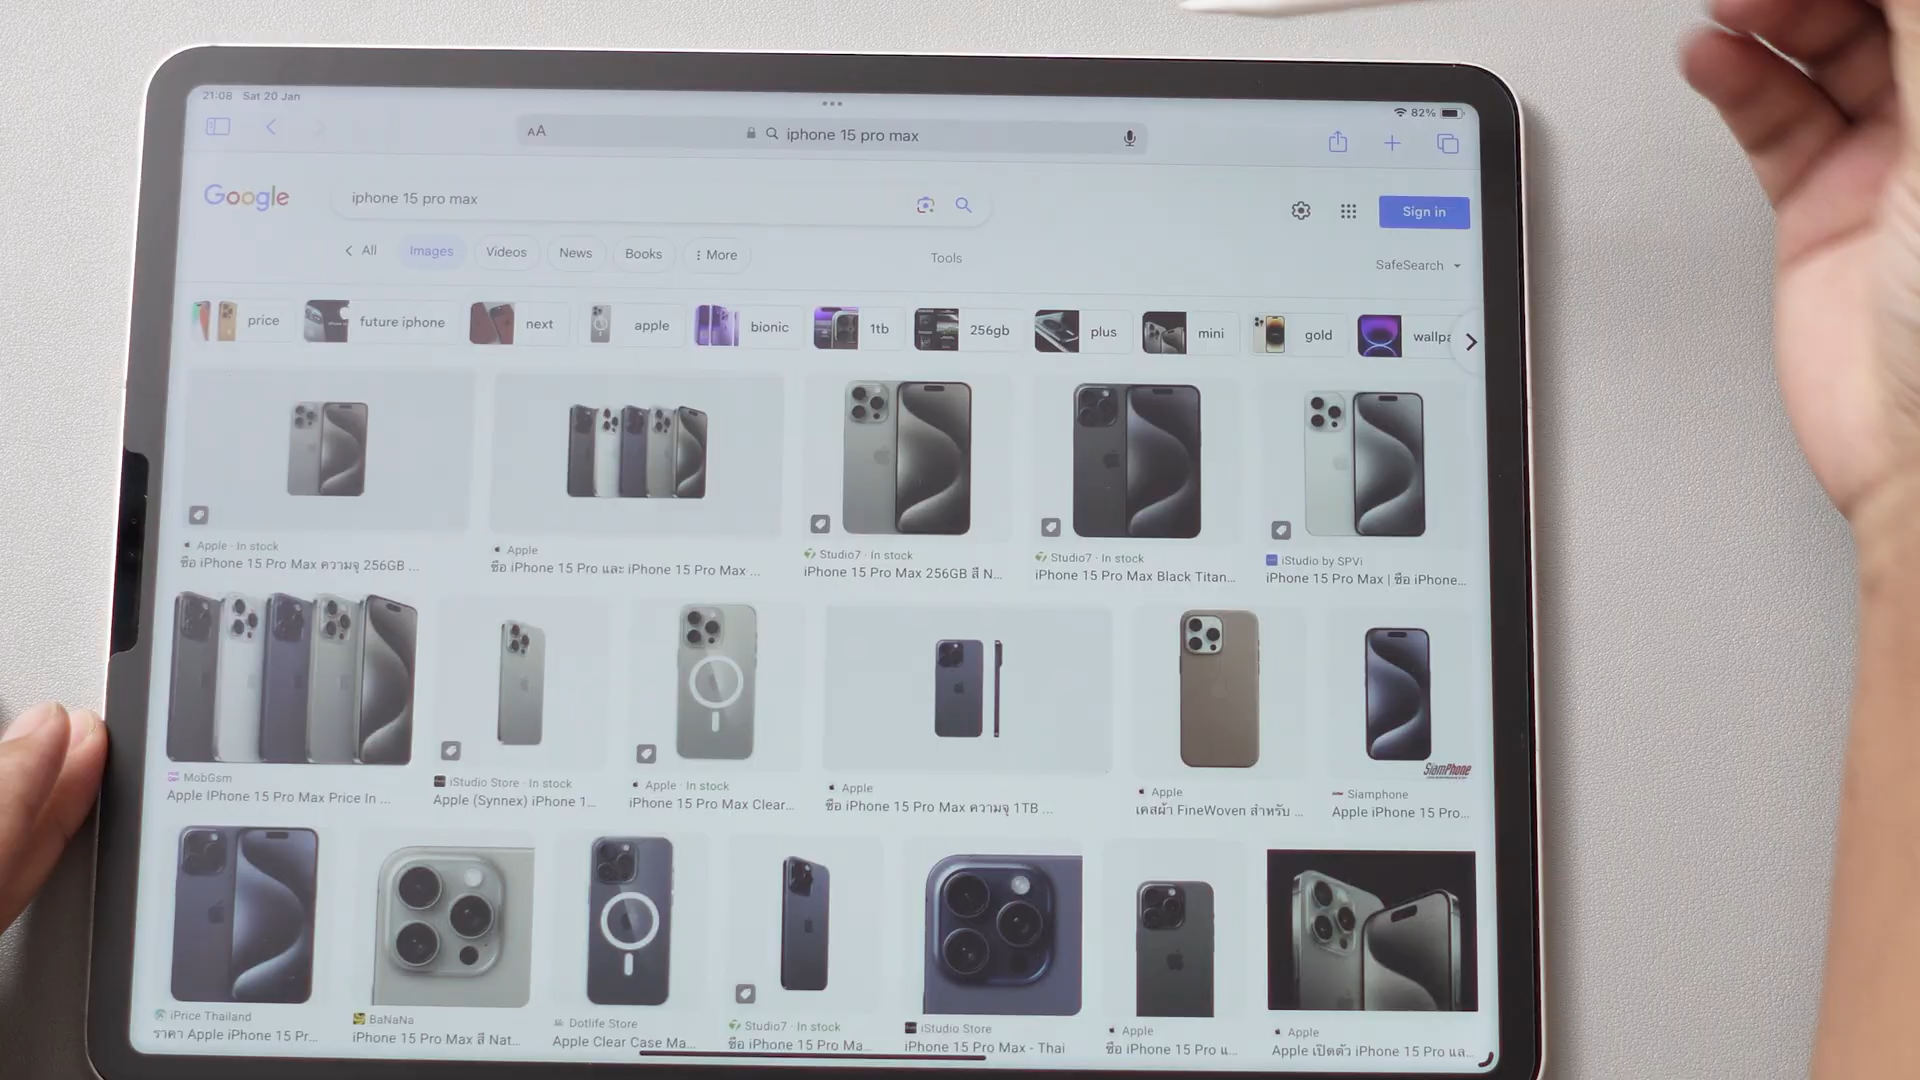 21:08 Sat 20 Jan
82%
AA
iphone 15 pro max
Google
iphone 15 pro max
Sign in
All
Images
Videos
News
Books
More
Tools
SafeSearch
price
future iphone
next
apple
bionic
1tb
256gb
plus
mini
gold
wallpa
Apple · In stock
ซื้อ iPhone 15 Pro Max ความจุ 256GB ...
Apple
ซื้อ iPhone 15 Pro และ iPhone 15 Pro Max ...
Studio7 · In stock
iPhone 15 Pro Max 256GB สี N...
Studio7 · In stock
iPhone 15 Pro Max Black Titan...
iStudio by SPVi
iPhone 15 Pro Max | ซื้อ iPhone...
MobGsm
Apple IPhone 15 Pro Max Price In ...
iStudio Store · In stock
Apple (Synnex) iPhone 1...
Apple · In stock
iPhone 15 Pro Max Clear...
Apple
ซื้อ iPhone 15 Pro Max ความจุ 1TB ...
Apple
เคสผ้า FineWoven สำหรับ ...
SiamPhone
Siamphone
Apple iPhone 15 Pro...
iPrice Thailand
ราคา Apple iPhone 15 Pr...
BaNaNa
iPhone 15 Pro Max สี Nat...
Dotlife Store
Apple Clear Case Ma...
Studio7 · In stock
ซื้อ iPhone 15 Pro Ma...
iStudio Store
iPhone 15 Pro Max - Thai
Apple
ซื้อ iPhone 15 Pro แ...
Apple
Apple เปิดตัว iPhone 15 Pro และ...